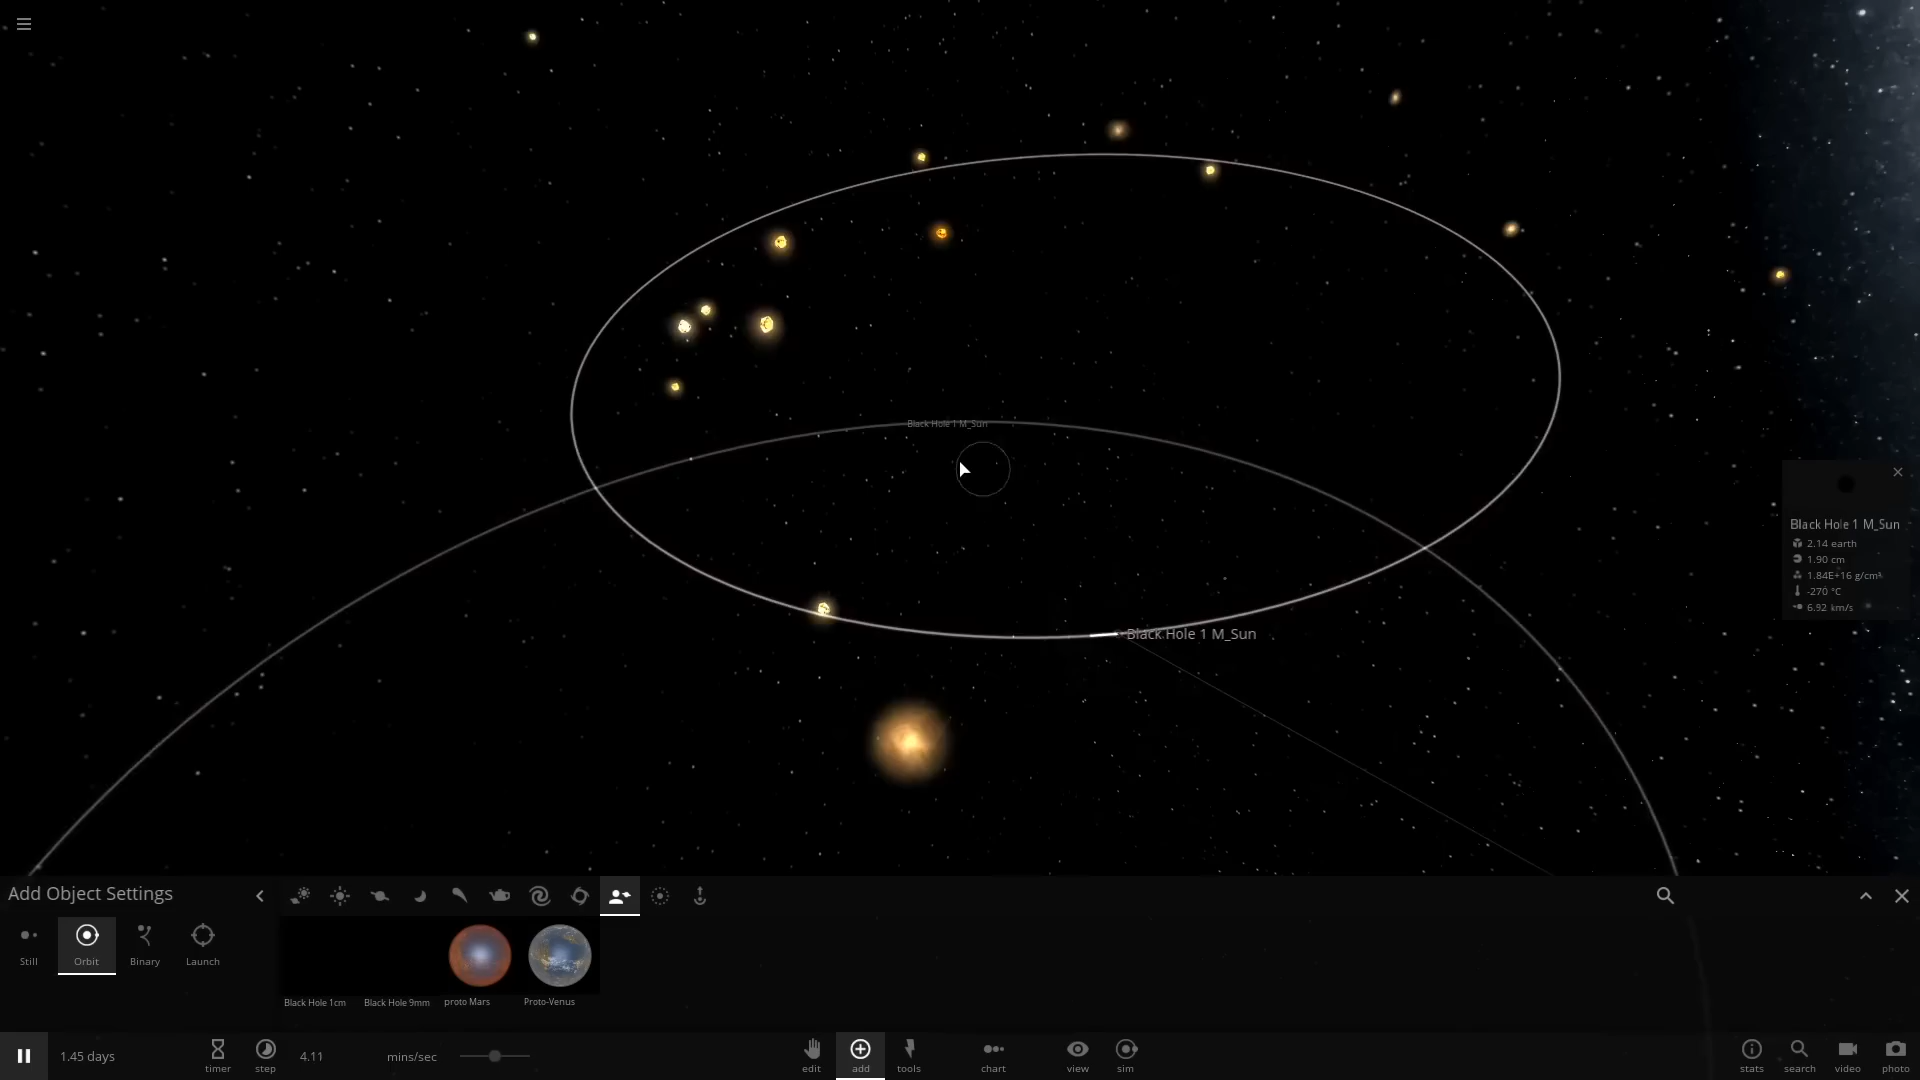 Black Hole 1 M_Sun
Black Hole 1 M_Sun
2.14 earth
1.90 cm
1.84E+16 g/cm³
-270 °C
6.92 km/s
Black Hole 1 M_Sun
Add Object Settings
Still
Orbit
Binary
Launch
Black Hole 1cm
Black Hole 9mm
proto Mars
Proto-Venus
1.45 days
timer
step
4.11
mins/sec
edit
add
tools
chart
view
sim
stats
search
video
photo